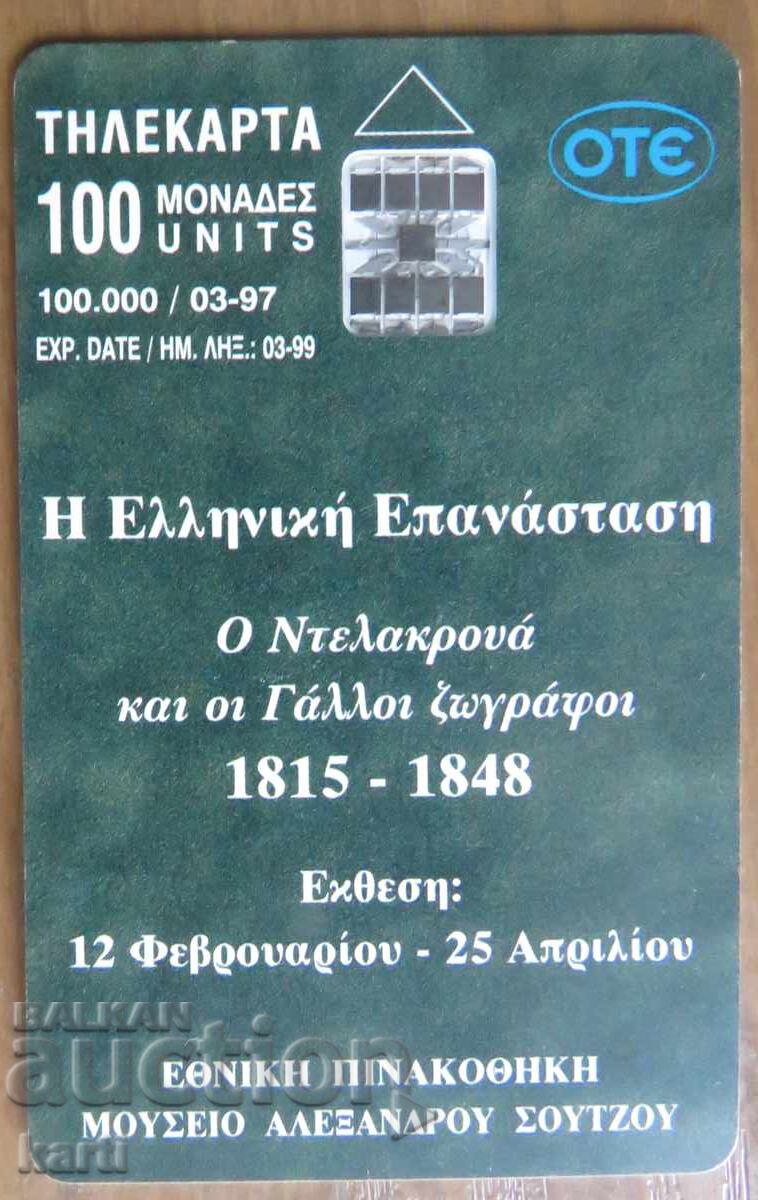 ΤΗΛΕΚΑΡΤΑ
100 ΜΟΝΑΔΕΣ
UNITS
100.000 / 03-97
EXP. DATE / ΗΜ. ΛΗΞ.: 03-99
ΟΤΕ
Η Ελληνική Επανάσταση
Ο Ντελακρουά
και οι Γάλλοι ζωγράφοι
1815 - 1848
Εκθεση:
12 Φεβρουαρίου - 25 Απριλίου
ΕΘΝΙΚΗ ΠΙΝΑΚΟΘΗΚΗ
ΜΟΥΣΕΙΟ ΑΛΕΞΑΝΔΡΟΥ ΣΟΥΤΖΟΥ
BALKAN
auction
karti